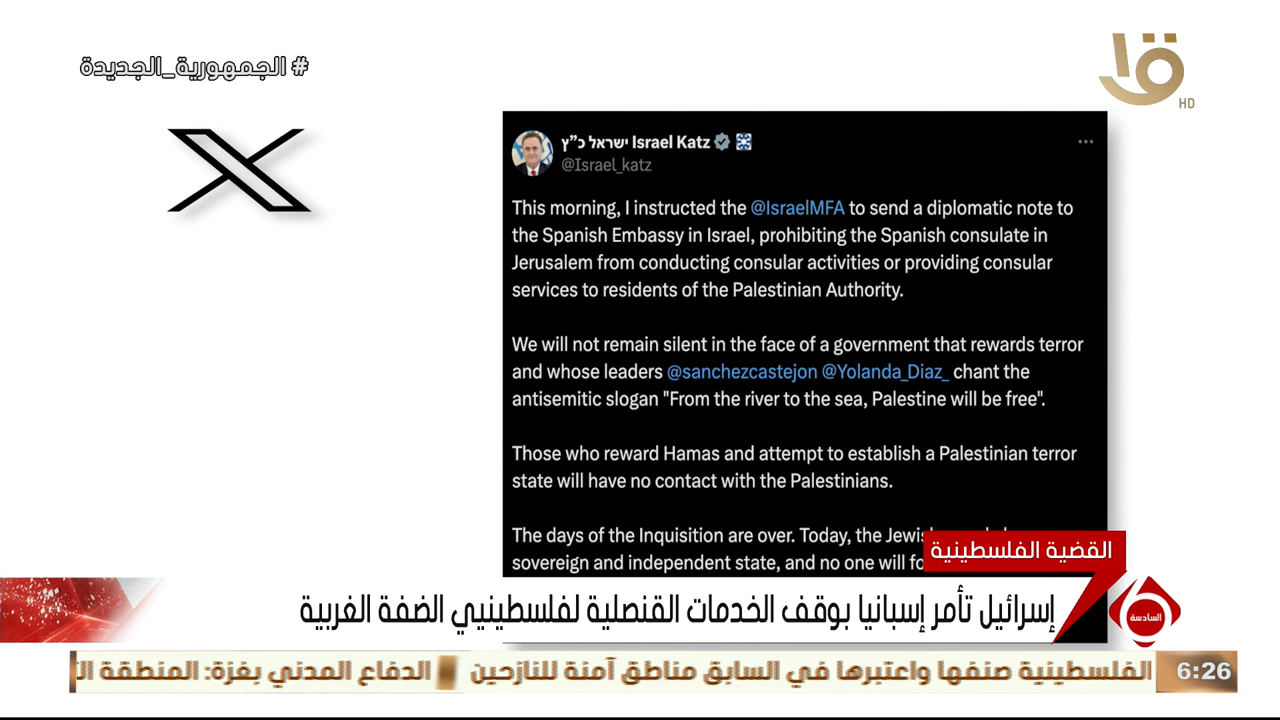 # الجمهورية_الجديدة
HD
ישראל כ”ץ Israel Katz
@Israel_katz
This morning, I instructed the @IsraelMFA to send a diplomatic note to
the Spanish Embassy in Israel, prohibiting the Spanish consulate in
Jerusalem from conducting consular activities or providing consular
services to residents of the Palestinian Authority.
We will not remain silent in the face of a government that rewards terror
and whose leaders @sanchezcastejon @Yolanda_Diaz_ chant the
antisemitic slogan "From the river to the sea, Palestine will be free".
Those who reward Hamas and attempt to establish a Palestinian terror
state will have no contact with the Palestinians.
The days of the Inquisition are over. Today, the
sovereign and independent state, and no one will
القضية الفلسطينية
إسرائيل تأمر إسبانيا بوقف الخدمات القنصلية لفلسطينيي الضفة الغربية
السادسة
6:26
الفلسطينية صنفها واعتبرها في السابق مناطق آمنة للنازحين الدفاع المدني بغزة: المنطقة